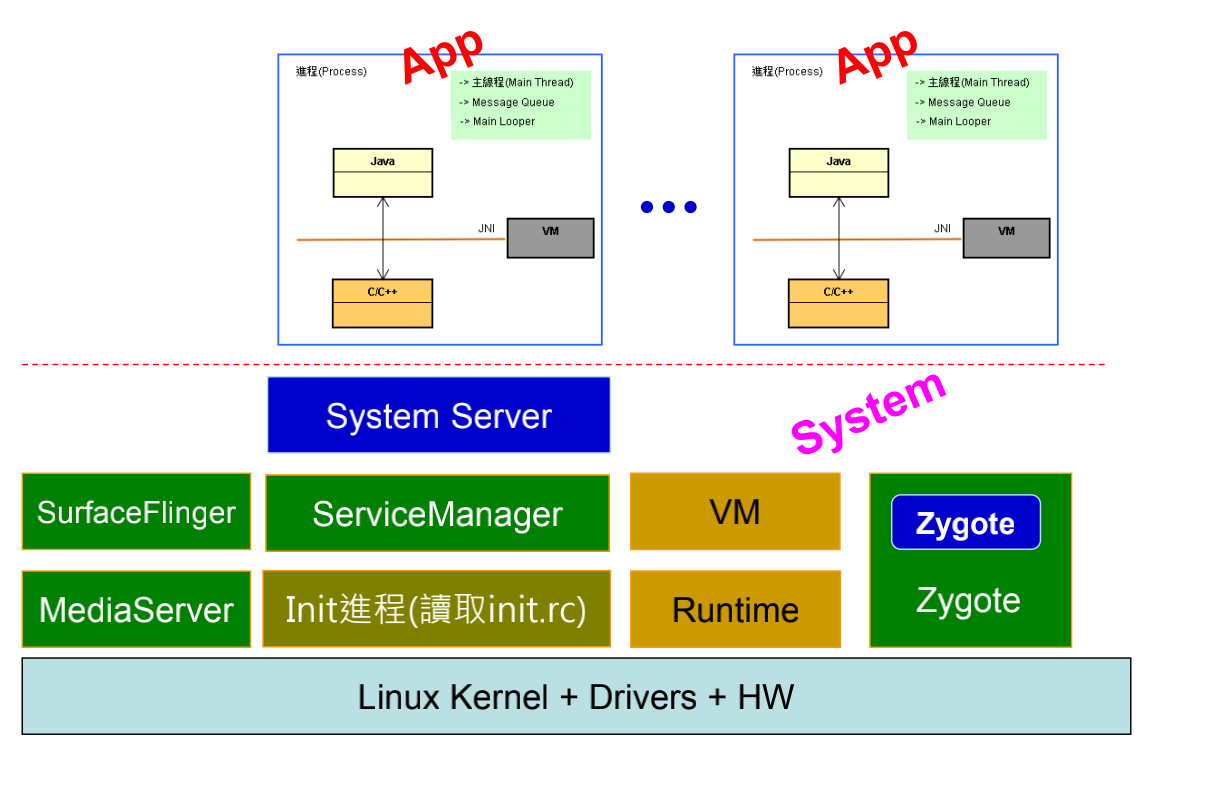 App
進程(Process)
-> 主線程(Main Thread)
-> Message Queue
-> Main Looper
Java
JNI
VM
C/C++
App
進程(Process)
-> 主線程(Main Thread)
-> Message Queue
-> Main Looper
Java
JNI
VM
C/C++
System
System Server
SurfaceFlinger
ServiceManager
VM
Zygote
MediaServer
Init進程(讀取init.rc)
Runtime
Zygote
Linux Kernel + Drivers + HW